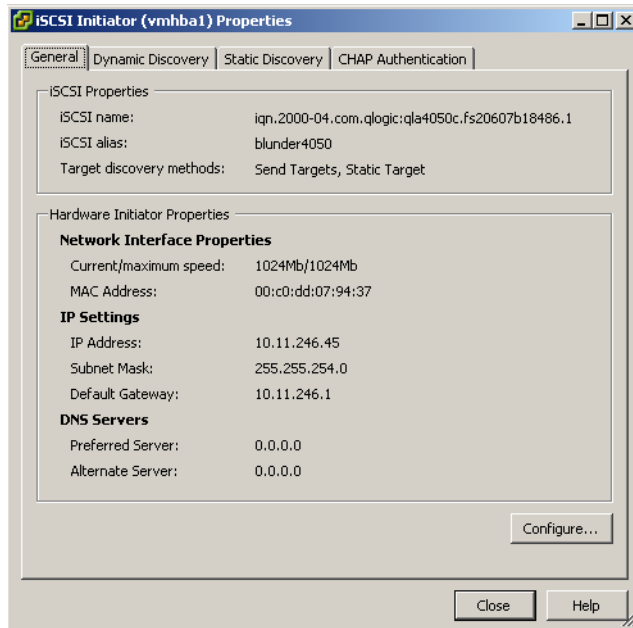 iSCSI Initiator (vmhba1) Properties
General Dynamic Discovery Static Discovery CHAP Authentication
iSCSI Properties
iSCSI name: iqn.2000-04.com.qlogic:qla4050c.fs20607b18486.1
iSCSI alias: blunder4050
Target discovery methods: Send Targets, Static Target
Hardware Initiator Properties
Network Interface Properties
Current/maximum speed: 1024Mb/1024Mb
MAC Address: 00:c0:dd:07:94:37
IP Settings
IP Address: 10.11.246.45
Subnet Mask: 255.255.254.0
Default Gateway: 10.11.246.1
DNS Servers
Preferred Server: 0.0.0.0
Alternate Server: 0.0.0.0
Configure...
Close Help